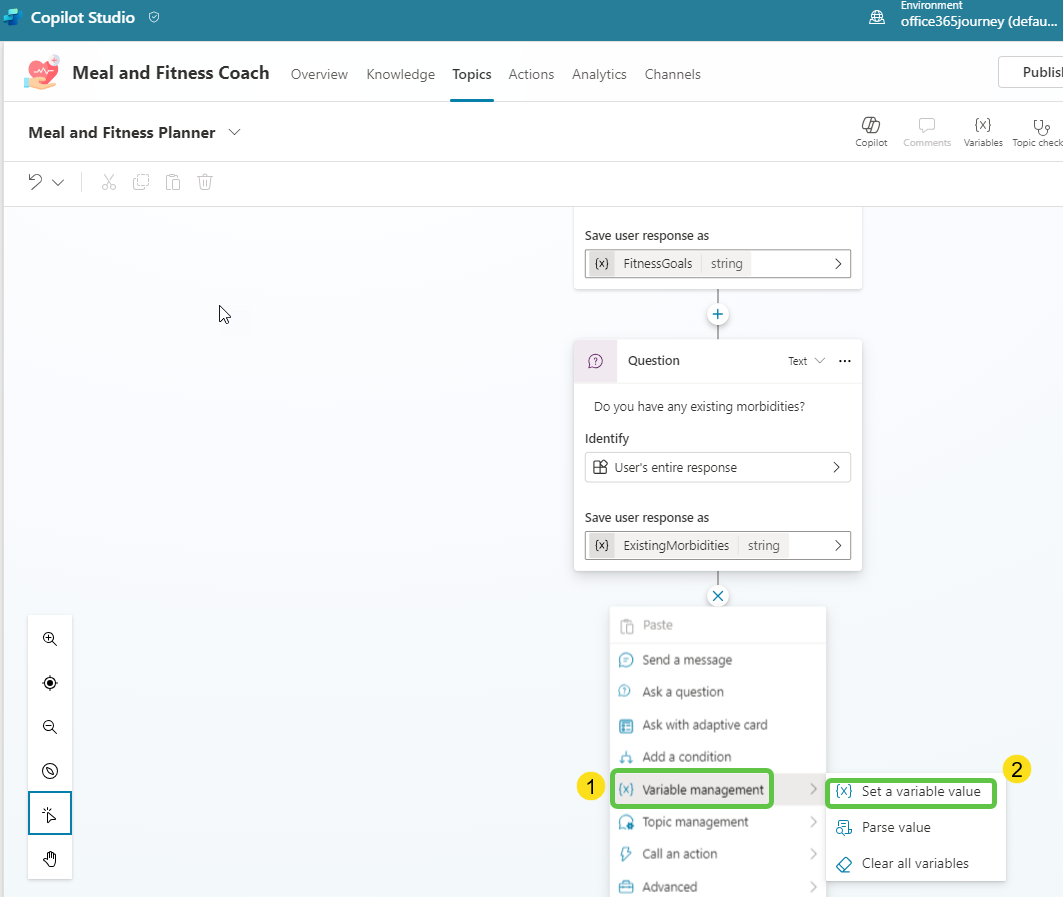 Copilot Studio
Environment
office365journey (defau...
Meal and Fitness Coach
Overview Knowledge Topics Actions Analytics Channels
Publis
Meal and Fitness Planner
Copilot Comments {x} Variables Topic check
Save user response as
{x} FitnessGoals string
Question Text
Do you have any existing morbidities?
Identify
User's entire response
Save user response as
{x} ExistingMorbidities string
Paste
Send a message
Ask a question
Ask with adaptive card
Add a condition
1 {x} Variable management
2
{x} Set a variable value
Topic management
Parse value
Call an action
Clear all variables
Advanced